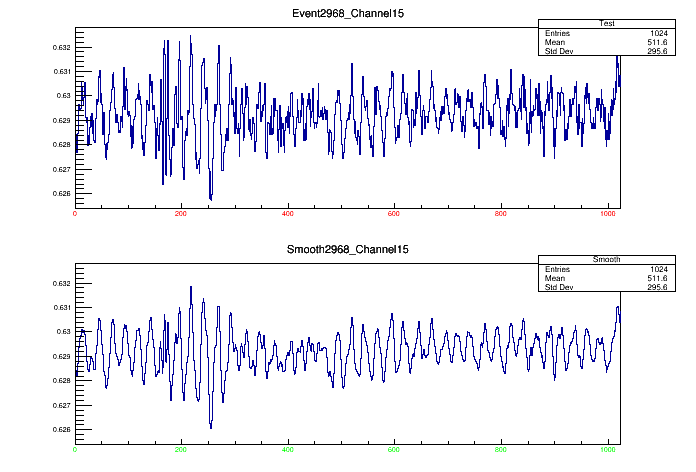 Event2968_Channel15
Test
Entries 1024
Mean 511.6
Std Dev 295.6
0.632
0.631
0.63
0.629
0.628
0.627
0.626
0 200 400 600 800 1000
Smooth2968_Channel15
Smooth
Entries 1024
Mean 511.6
Std Dev 295.6
0.632
0.631
0.63
0.629
0.628
0.627
0.626
0 200 400 600 800 1000